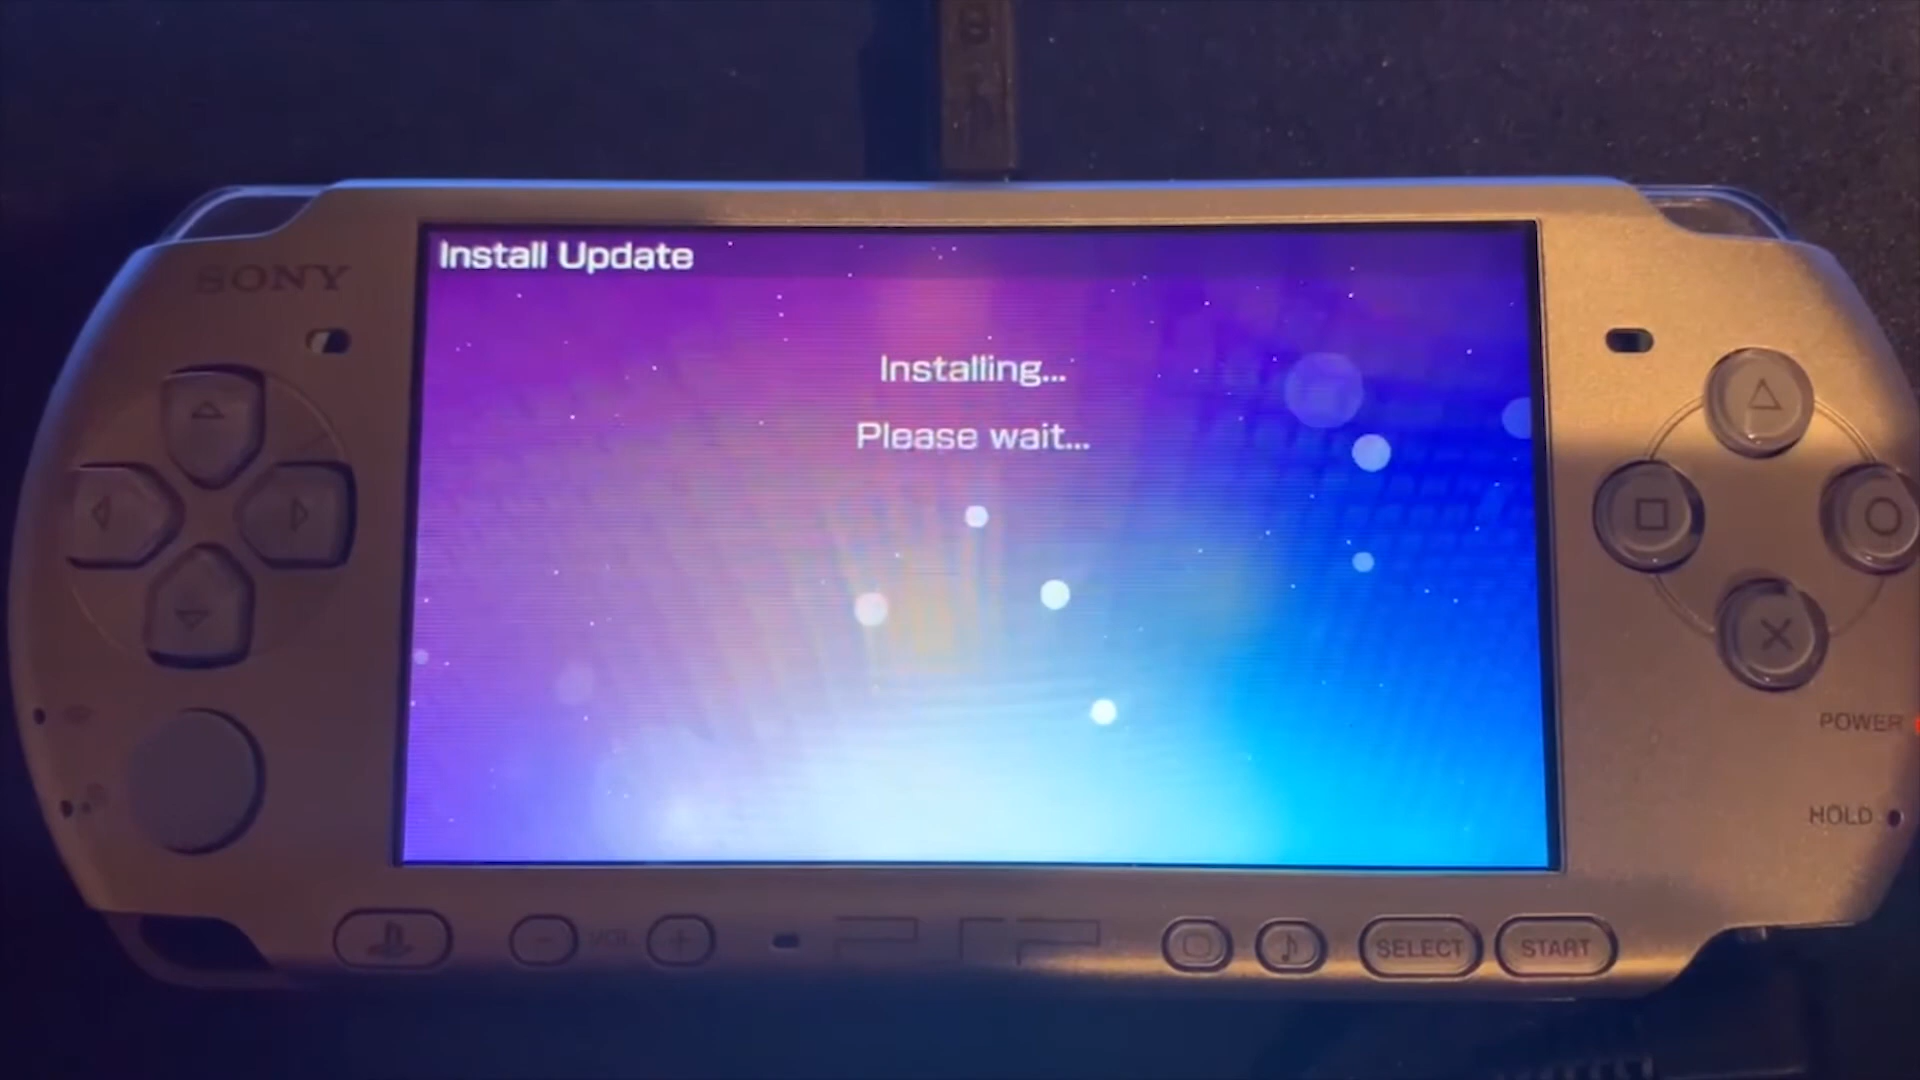 Install Update
SONY
Installing...
Please wait...
POWER
HOLD
VOL
SELECT
START